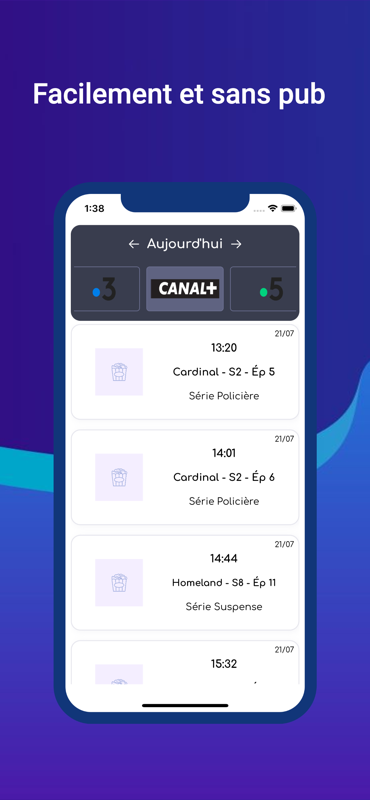 Facilement et sans pub
1:38
← Aujourd'hui →
3
CANAL+
5
21/07
13:20
Cardinal - S2 - Ép 5
Série Policière
21/07
14:01
Cardinal - S2 - Ép 6
Série Policière
21/07
14:44
Homeland - S8 - Ép 11
Série Suspense
21/07
15:32